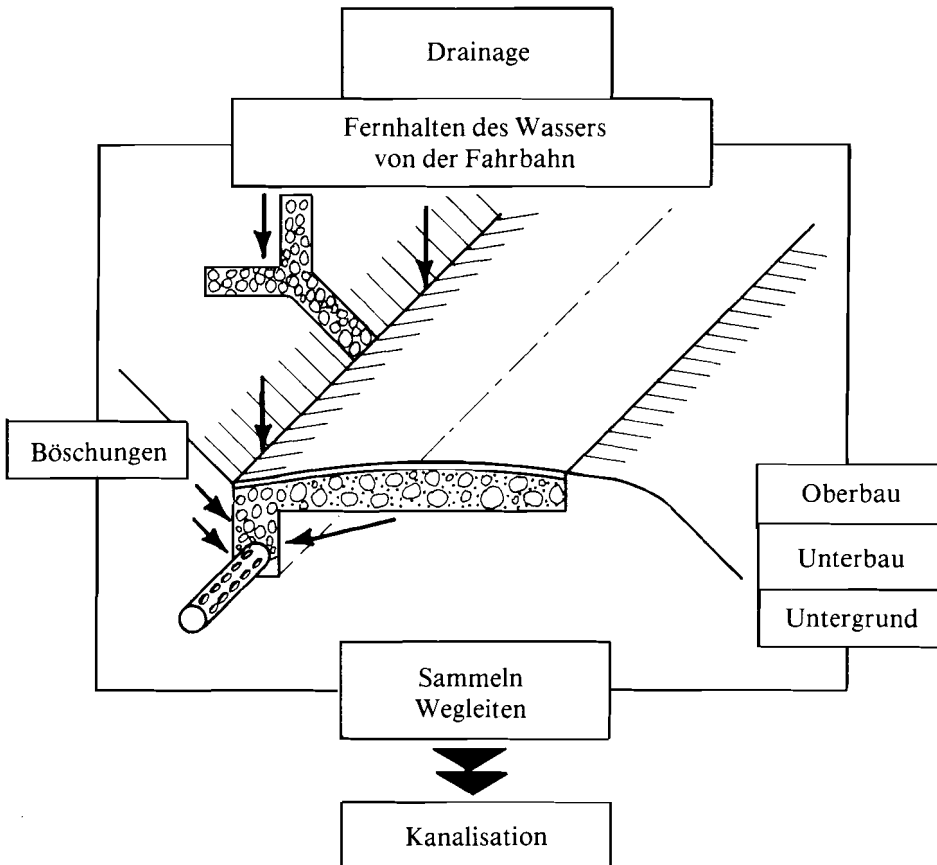 Drainage
Fernhalten des Wassers
von der Fahrbahn
Böschungen
Oberbau
Unterbau
Untergrund
Sammeln
Wegleiten
Kanalisation